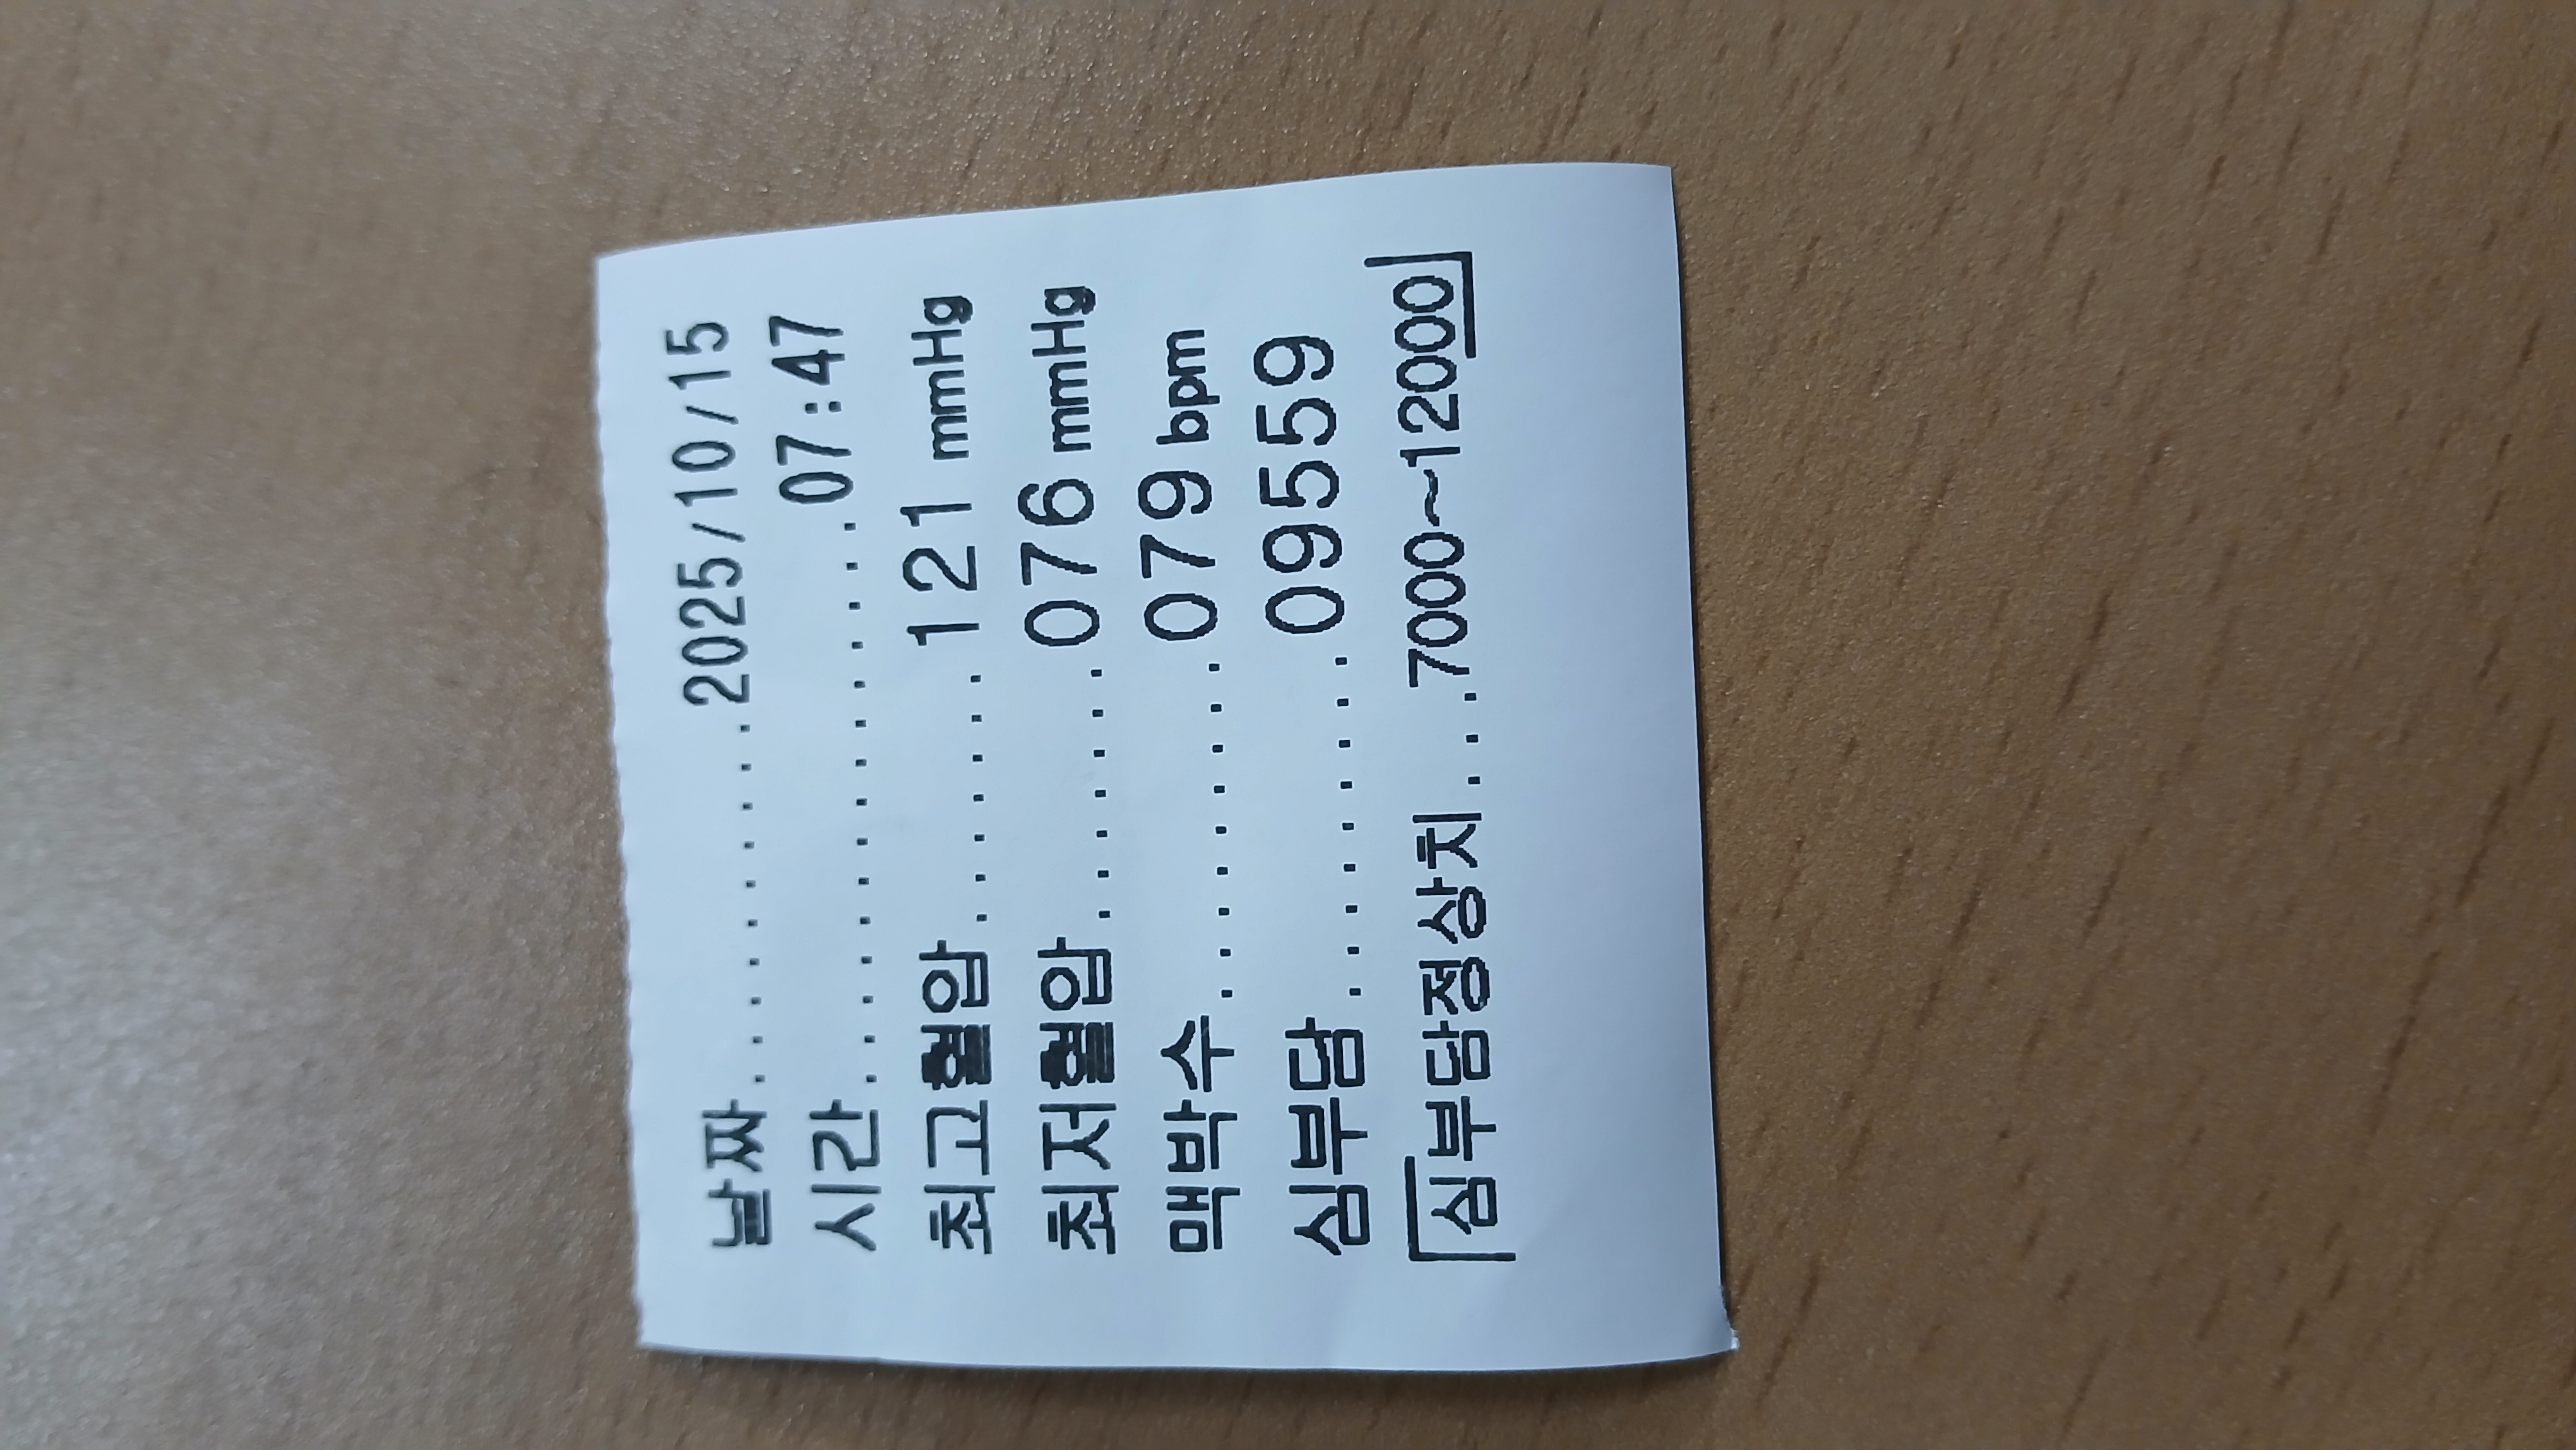 날짜..........2025/10/15
시간..............07:47
최고혈압.......121 mmHg
최저혈압.......076 mmHg
맥박수.........079 bpm
심부담.........09559
「심부담정상치...7000~12000」